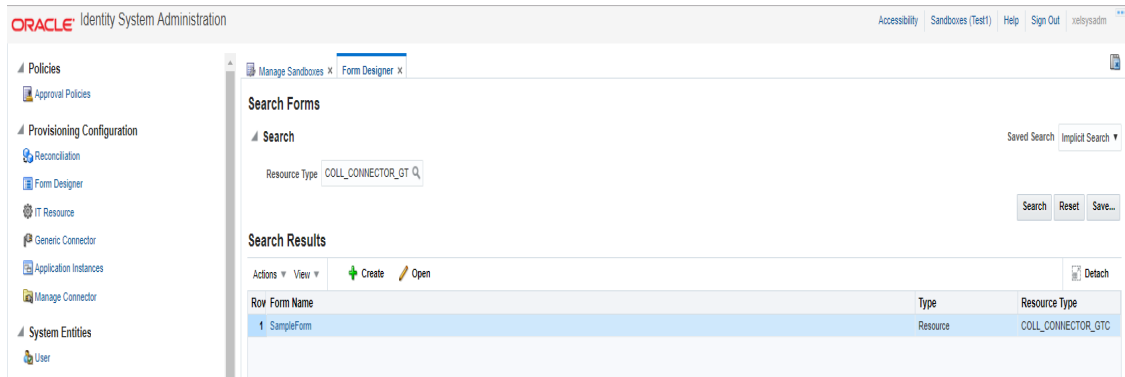 ORACLE Identity System Administration
Accessibility Sandboxes (Test1) Help Sign Out xelsysadm
Policies
Approval Policies
Provisioning Configuration
Reconciliation
Form Designer
IT Resource
Generic Connector
Application Instances
Manage Connector
System Entities
User
Manage Sandboxes × Form Designer ×
Search Forms
Search
Saved Search Implicit Search
Resource Type COLL_CONNECTOR_GT
Search Reset Save...
Search Results
Actions View Create Open Detach
Row Form Name Type Resource Type
1 SampleForm Resource COLL_CONNECTOR_GTC